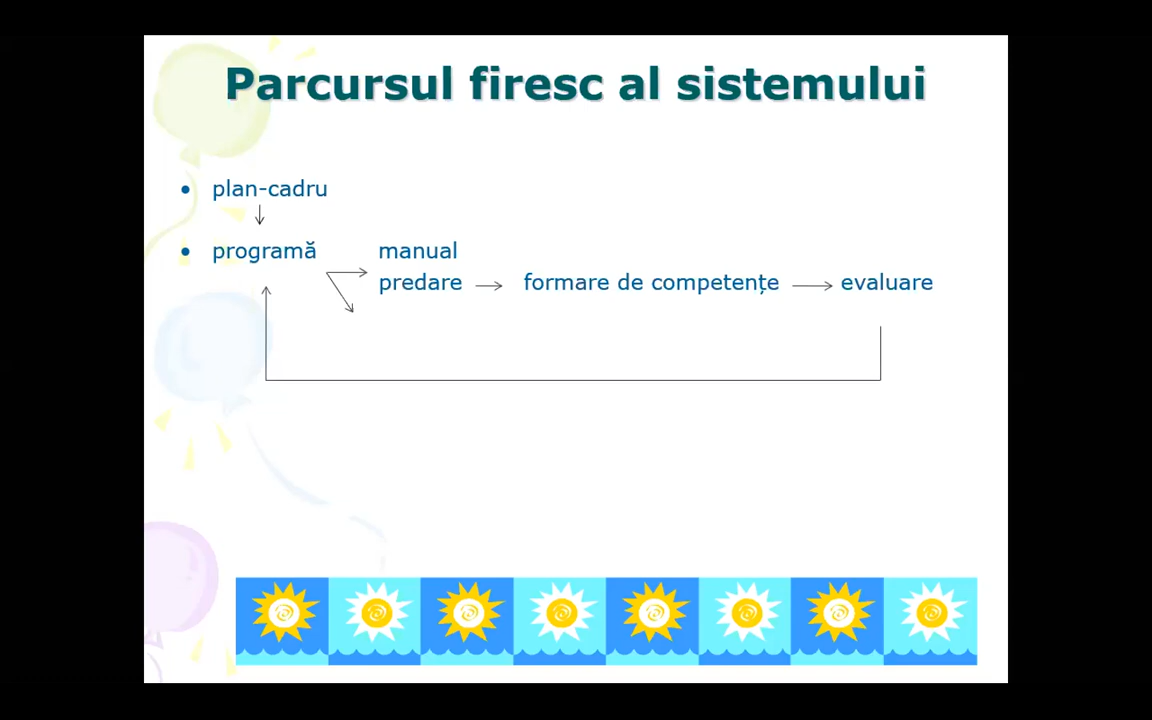 Parcursul firesc al sistemului
• plan-cadru
• programă manual
predare formare de competențe evaluare